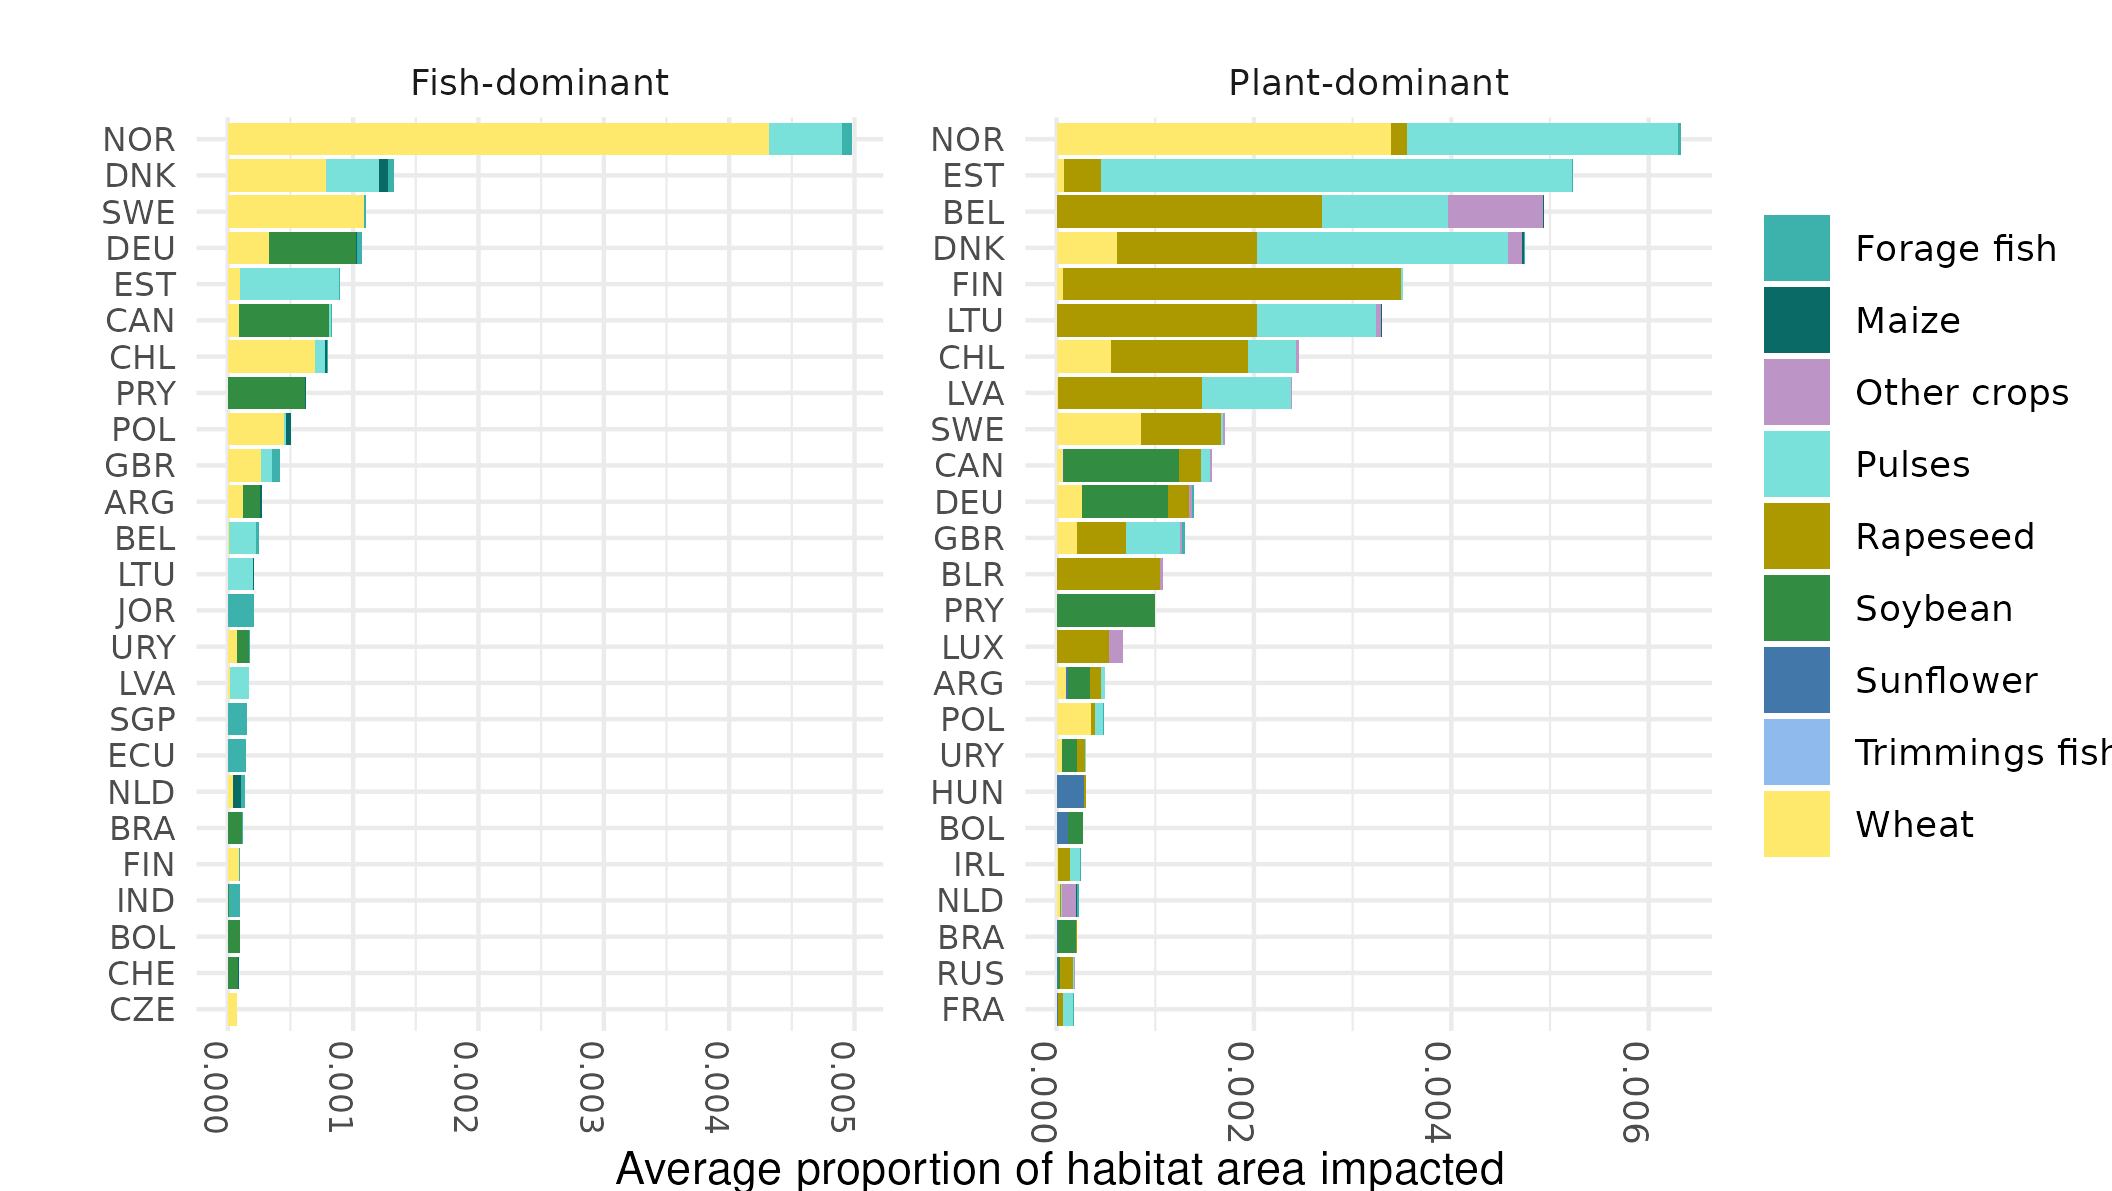 Fish-dominant
Plant-dominant
NOR
DNK
SWE
DEU
EST
CAN
CHL
PRY
POL
GBR
ARG
BEL
LTU
JOR
URY
LVA
SGP
ECU
NLD
BRA
FIN
IND
BOL
CHE
CZE
0.000
0.001
0.002
0.003
0.004
0.005
NOR
EST
BEL
DNK
FIN
LTU
CHL
LVA
SWE
CAN
DEU
GBR
BLR
PRY
LUX
ARG
POL
URY
HUN
BOL
IRL
NLD
BRA
RUS
FRA
0.000
0.002
0.004
0.006
Average proportion of habitat area impacted
Forage fish
Maize
Other crops
Pulses
Rapeseed
Soybean
Sunflower
Trimmings fish
Wheat